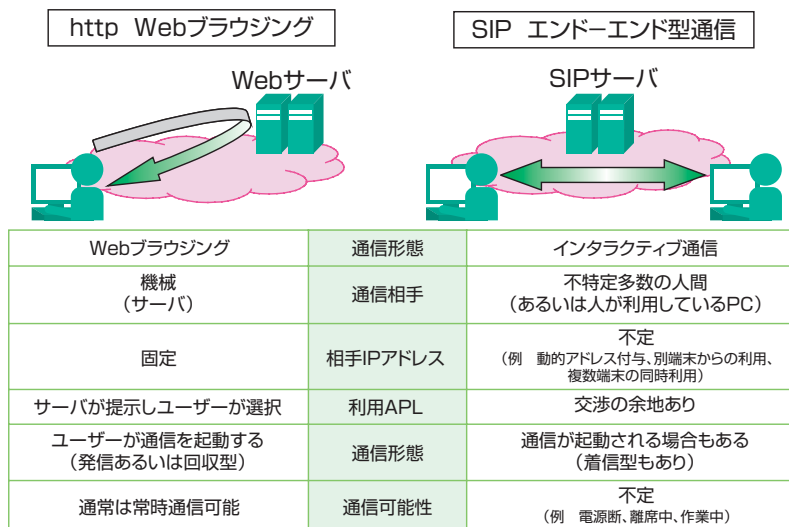 http Webブラウジング
SIP エンドーエンド型通信
Webサーバ
SIPサーバ
Webブラウジング 通信形態 インタラクティブ通信
機械
（サーバ）
通信相手
不特定多数の人間
（あるいは人が利用しているPC）
固定
相手IPアドレス
不定
（例　動的アドレス付与、別端末からの利用、
複数端末の同時利用）
サーバが提示しユーザーが選択 利用APL 交渉の余地あり
ユーザーが通信を起動する
（発信あるいは回収型）
通信形態
通信が起動される場合もある
（着信型もあり）
通常は常時通信可能
通信可能性
不定
（例　電源断、離席中、作業中）